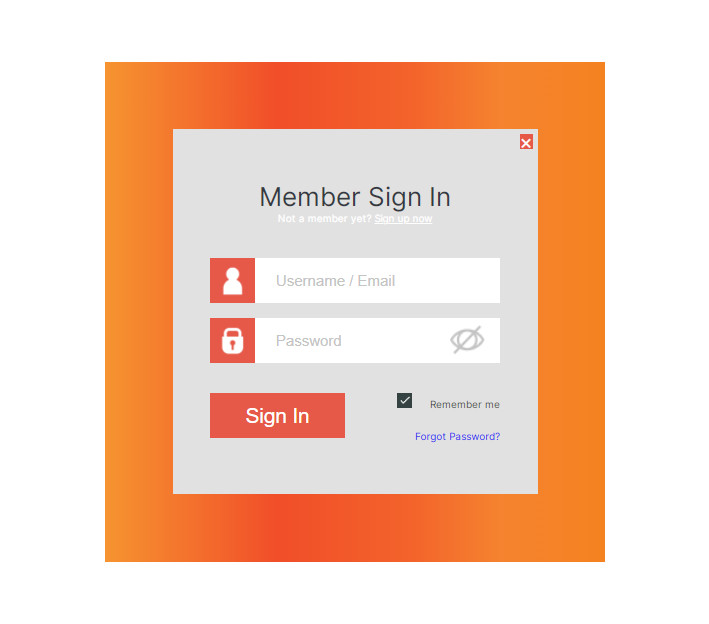 Member Sign In
Not a member yet? Sign up now
Username / Email
Password
Sign In
Remember me
Forgot Password?